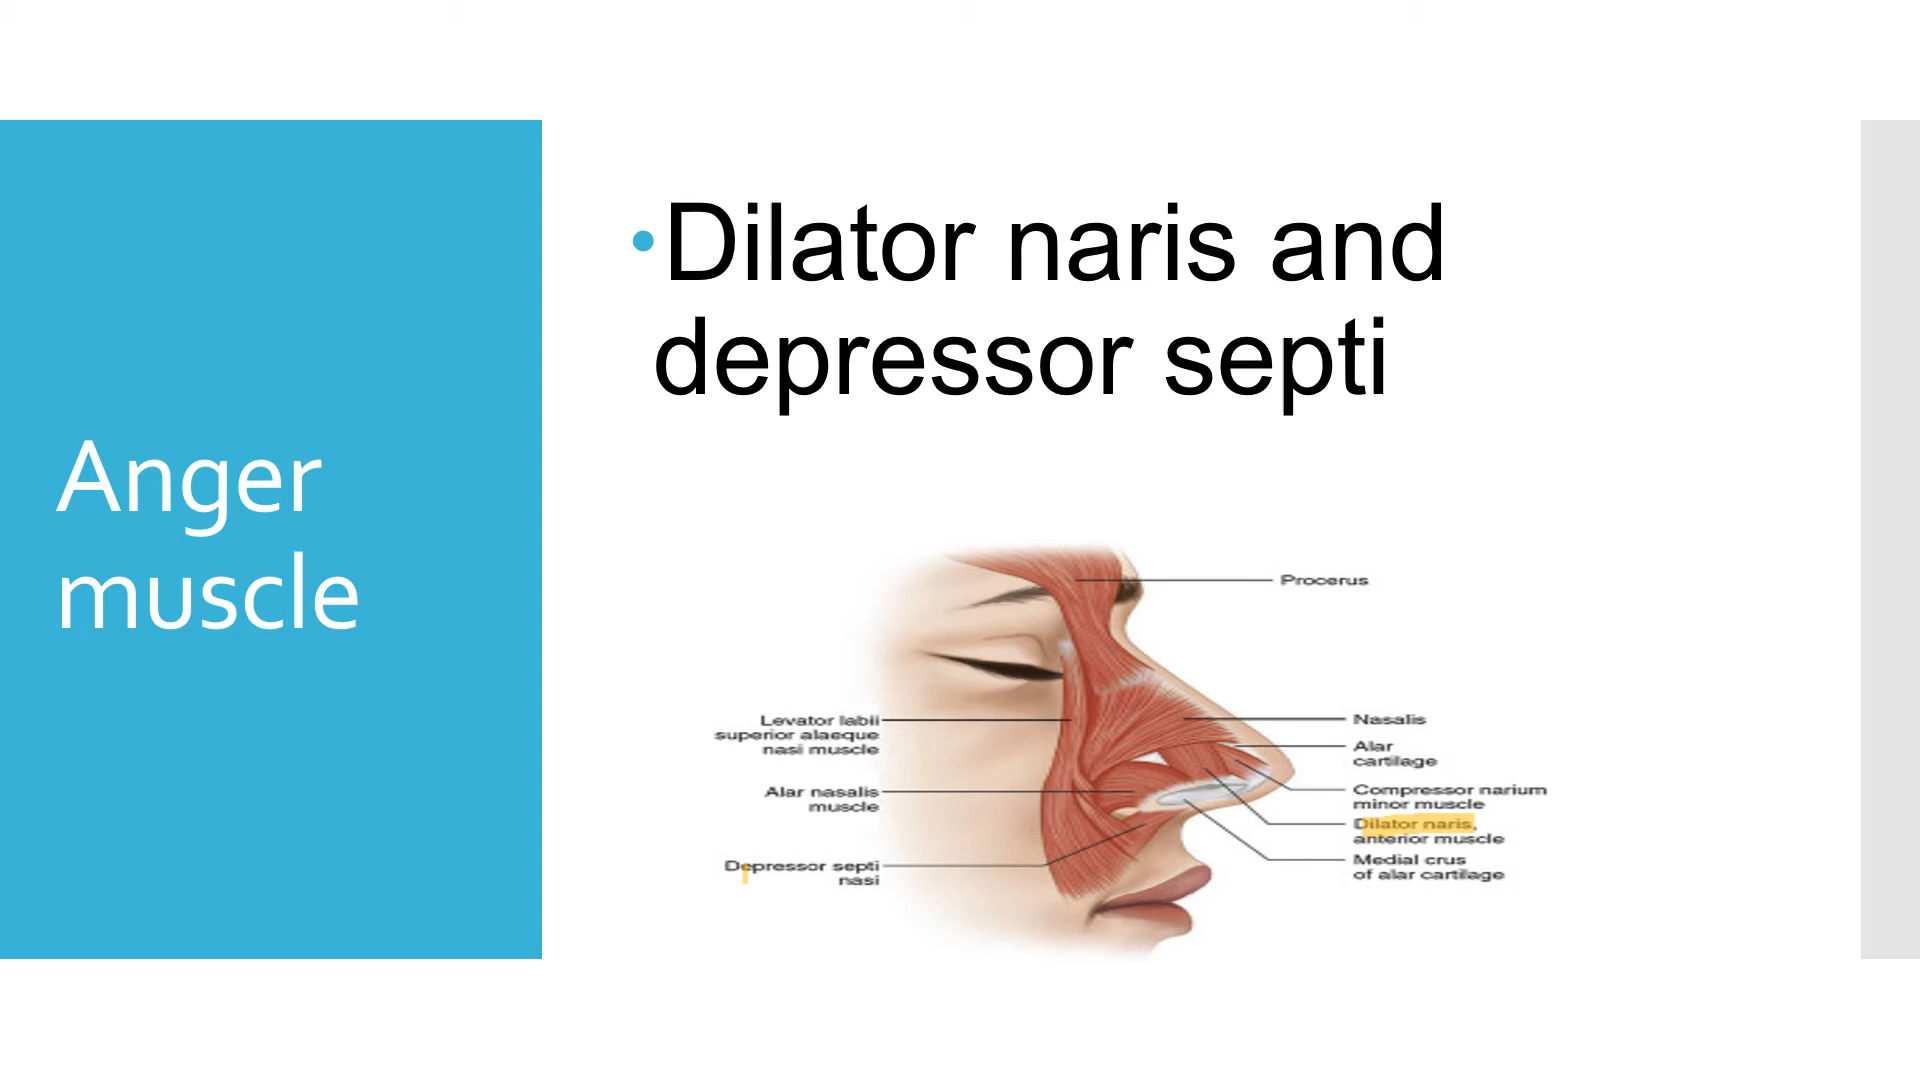 Anger
muscle
•Dilator naris and
depressor septi
Procerus
Levator labii
superior alaeque
nasi muscle
Alar nasalis
muscle
Depressor septi
nasi
Nasalis
Alar
cartilage
Compressor narium
minor muscle
Dilator naris,
anterior muscle
Medial crus
of alar cartilage